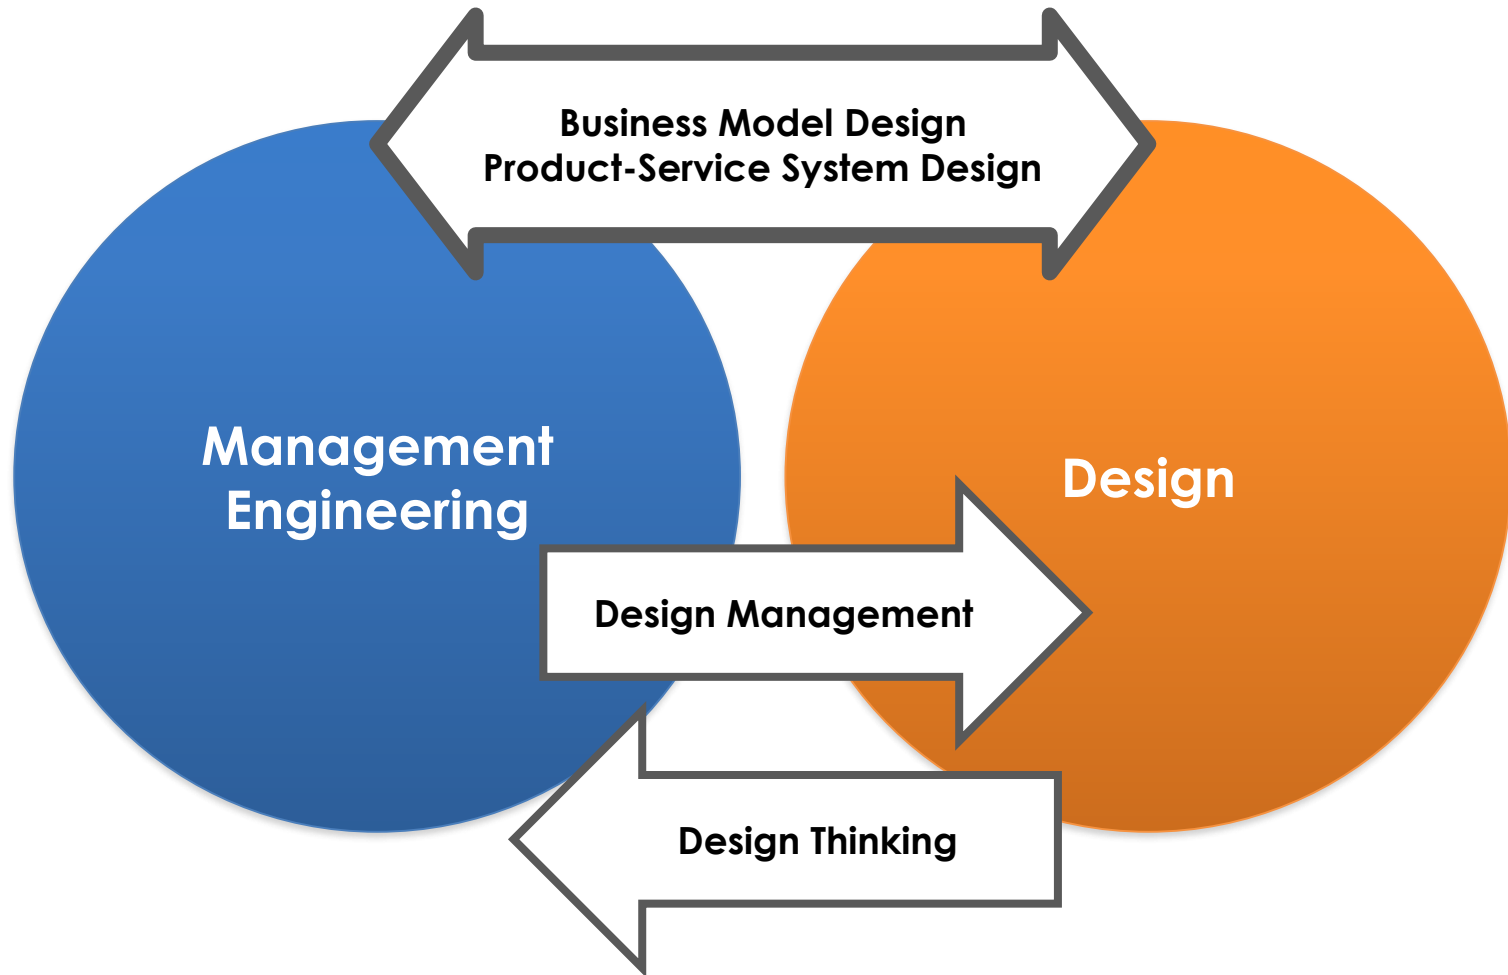 Business Model Design
Product-Service System Design
Management
Engineering
Design
Design Management
Design Thinking